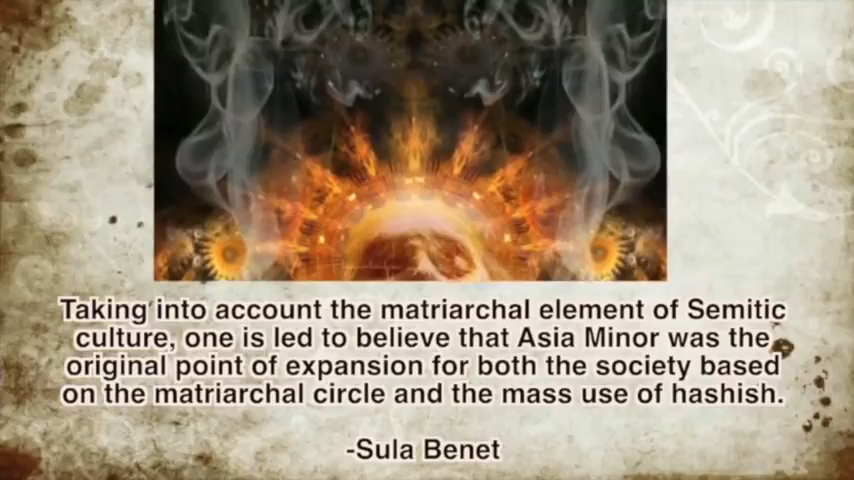 Taking into account the matriarchal element of Semitic
culture, one is led to believe that Asia Minor was the
original point of expansion for both the society based
on the matriarchal circle and the mass use of hashish.
-Sula Benet